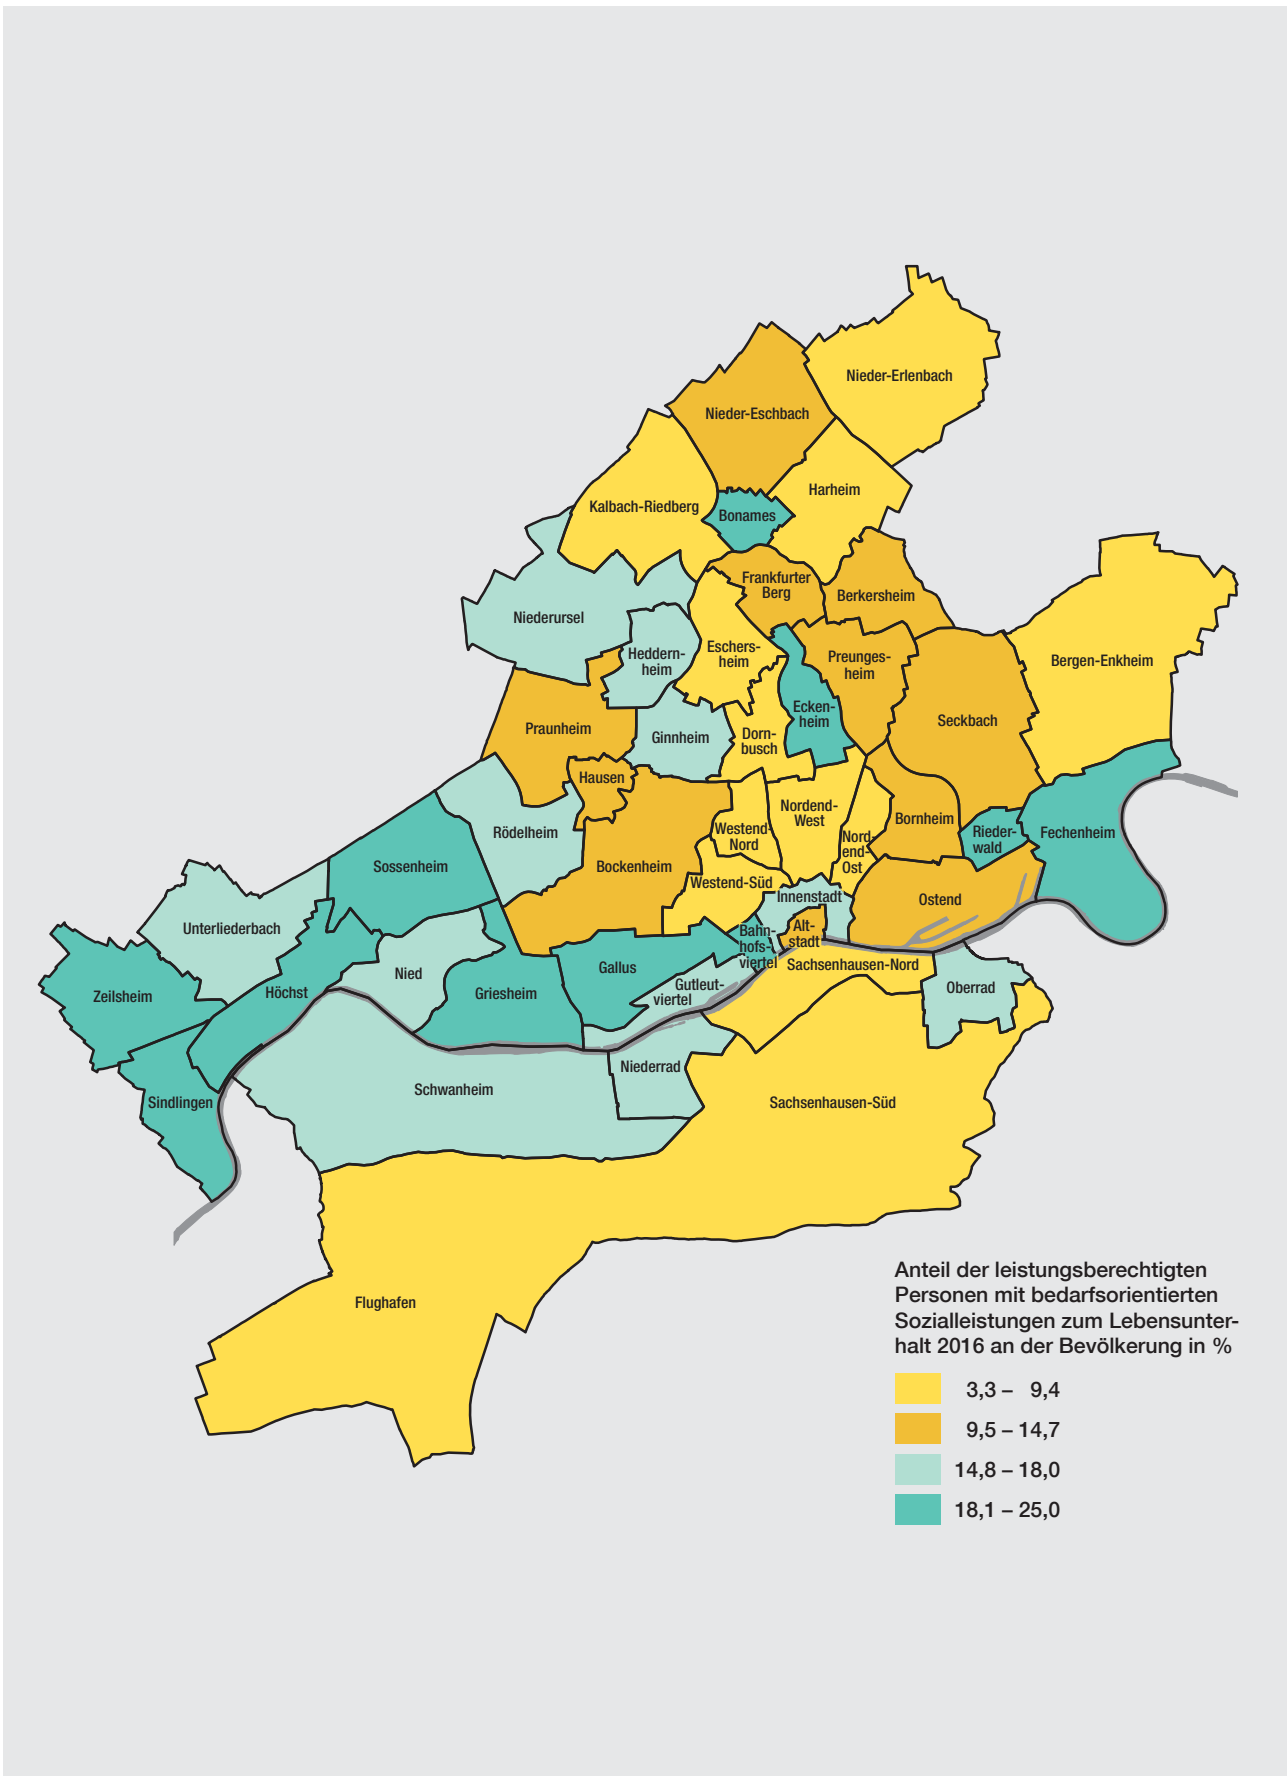 Nieder-Erlenbach
Nieder-Eschbach
Harheim
Kalbach-Riedberg
Bonames
Frankfurter
Berg
Berkersheim
Niederursel
Heddern-
heim
Eschers-
heim
Preunges-
heim
Bergen-Enkheim
Seckbach
Ecken-
heim
Praunheim
Ginnheim
Dorn-
busch
Hausen
Nordend-
West
Bornheim
Rieder-
wald
Fechenheim
Rödelheim
Westend-
Nord
Nord-
end-
Ost
Sossenheim
Bockenheim
Westend-Süd
Innenstadt
Ostend
Unterliederbach
Bahn-
hofs-
viertel
Alt-
stadt
Zeilsheim
Höchst
Nied
Griesheim
Gallus
Gutleut-
viertel
Sachsenhausen-Nord
Oberrad
Sindlingen
Schwanheim
Niederrad
Sachsenhausen-Süd
Flughafen
Anteil der leistungsberechtigten
Personen mit bedarfsorientierten
Sozialleistungen zum Lebensunter-
halt 2016 an der Bevölkerung in %
3,3 – 9,4
9,5 – 14,7
14,8 – 18,0
18,1 – 25,0